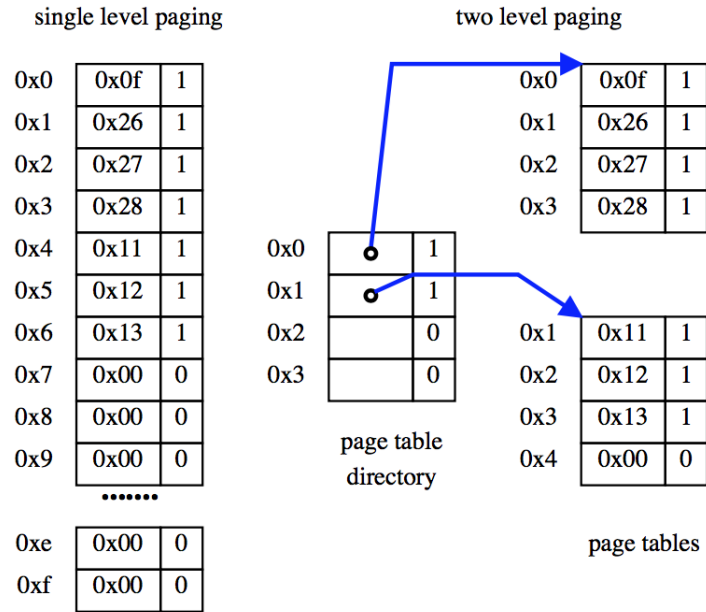 single level paging
two level paging
0x0 0x0f 1
0x1 0x26 1
0x2 0x27 1
0x3 0x28 1
0x4 0x11 1
0x5 0x12 1
0x6 0x13 1
0x7 0x00 0
0x8 0x00 0
0x9 0x00 0
.......
0xe 0x00 0
0xf 0x00 0
0x0 1
0x1 1
0x2 0
0x3 0
page table
directory
0x0 0x0f 1
0x1 0x26 1
0x2 0x27 1
0x3 0x28 1
0x1 0x11 1
0x2 0x12 1
0x3 0x13 1
0x4 0x00 0
page tables